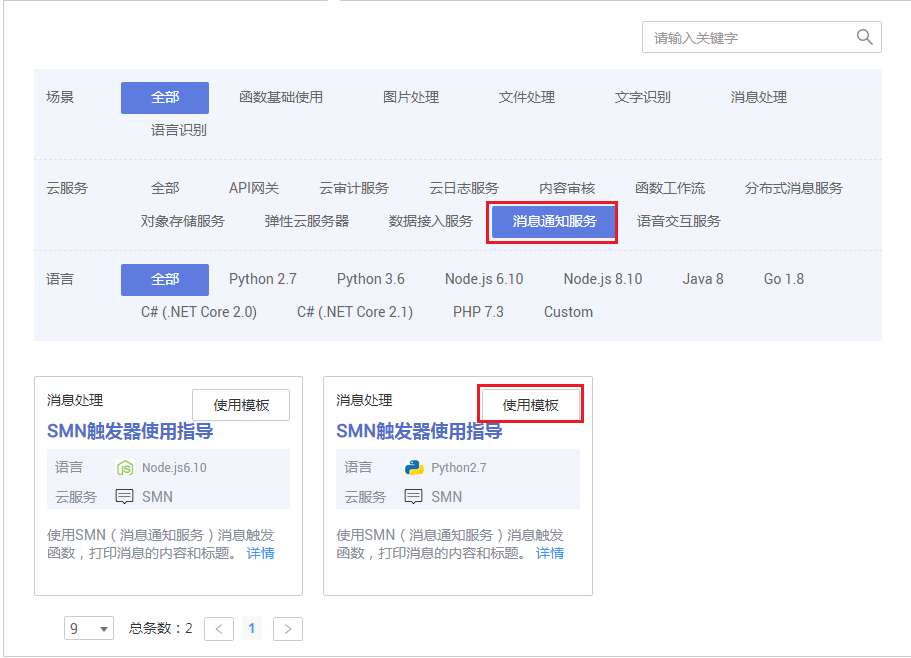 请输入关键字
场景 全部 函数基础使用 图片处理 文件处理 文字识别 消息处理
语言识别
云服务 全部 API网关 云审计服务 云日志服务 内容审核 函数工作流 分布式消息服务
对象存储服务 弹性云服务器 数据接入服务 消息通知服务 语音交互服务
语言 全部 Python 2.7 Python 3.6 Node.js 6.10 Node.js 8.10 Java 8 Go 1.8
C# (.NET Core 2.0) C# (.NET Core 2.1) PHP 7.3 Custom
消息处理 使用模板
SMN触发器使用指导
语言 Node.js6.10
云服务 SMN
使用SMN（消息通知服务）消息触发
函数，打印消息的内容和标题。 详情
消息处理 使用模板
SMN触发器使用指导
语言 Python2.7
云服务 SMN
使用SMN（消息通知服务）消息触发
函数，打印消息的内容和标题。 详情
9 总条数：2 < 1 >